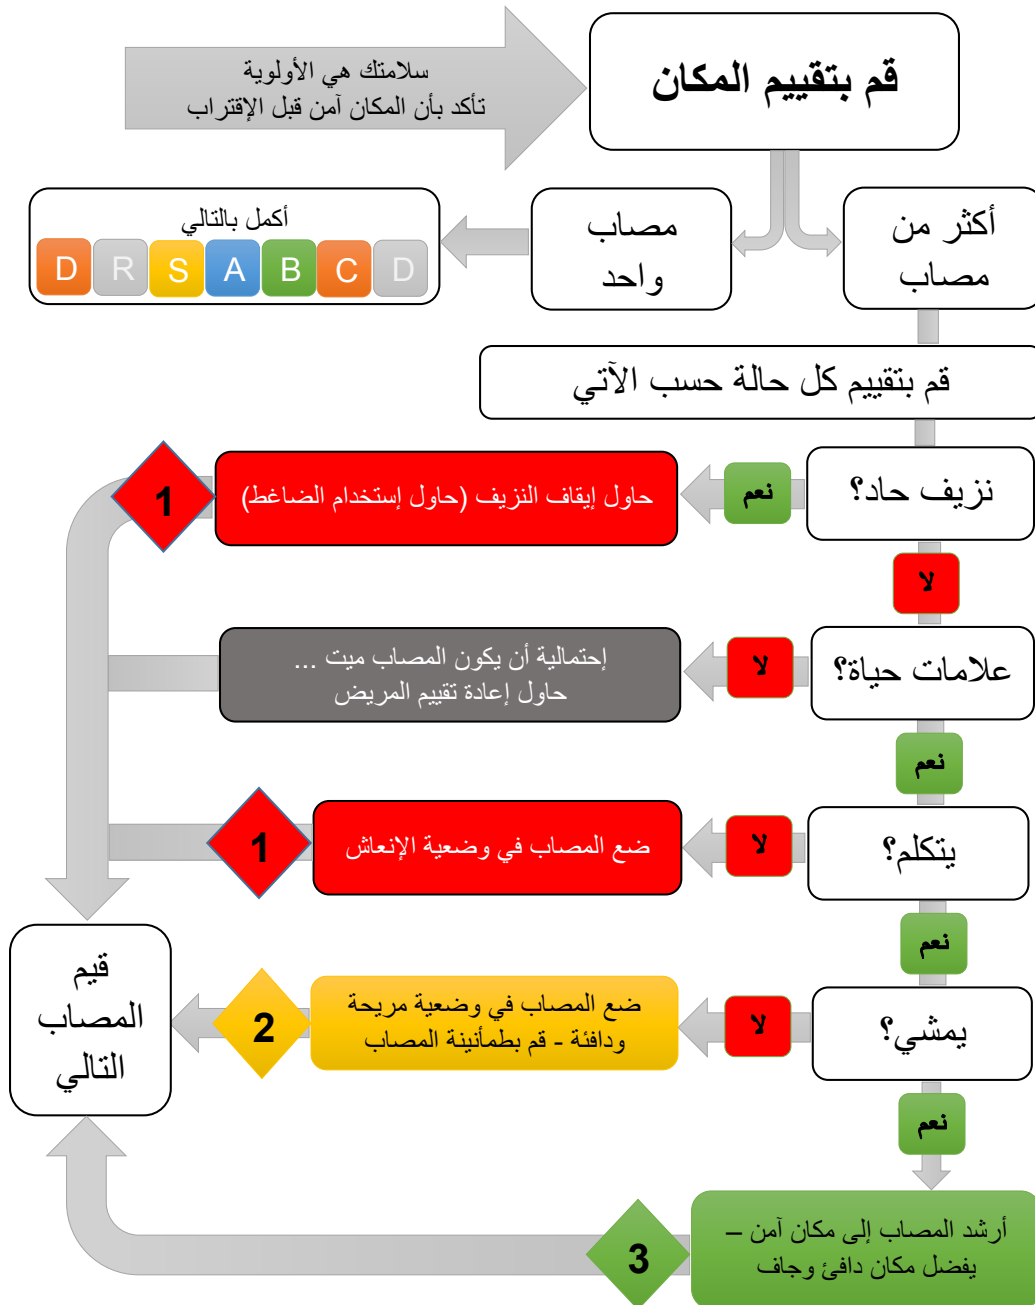 قم بتقييم المكان
سلامتك هي الأولوية
تأكد بأن المكان آمن قبل الإقتراب
أكثر من
مصاب
مصاب
واحد
أكمل بالتالي
D R S A B C D
قم بتقييم كل حالة حسب الآتي
نزيف حاد؟
نعم
حاول إيقاف النزيف (حاول إستخدام الضاغط)
1
لا
علامات حياة؟
لا
إحتمالية أن يكون المصاب ميت ...
حاول إعادة تقييم المريض
نعم
يتكلم؟
لا
ضع المصاب في وضعية الإنعاش
1
نعم
يمشي؟
لا
ضع المصاب في وضعية مريحة
ودافئة - قم بطمأنينة المصاب
2
قيم
المصاب
التالي
نعم
أرشد المصاب إلى مكان آمن –
يفضل مكان دافئ وجاف
3